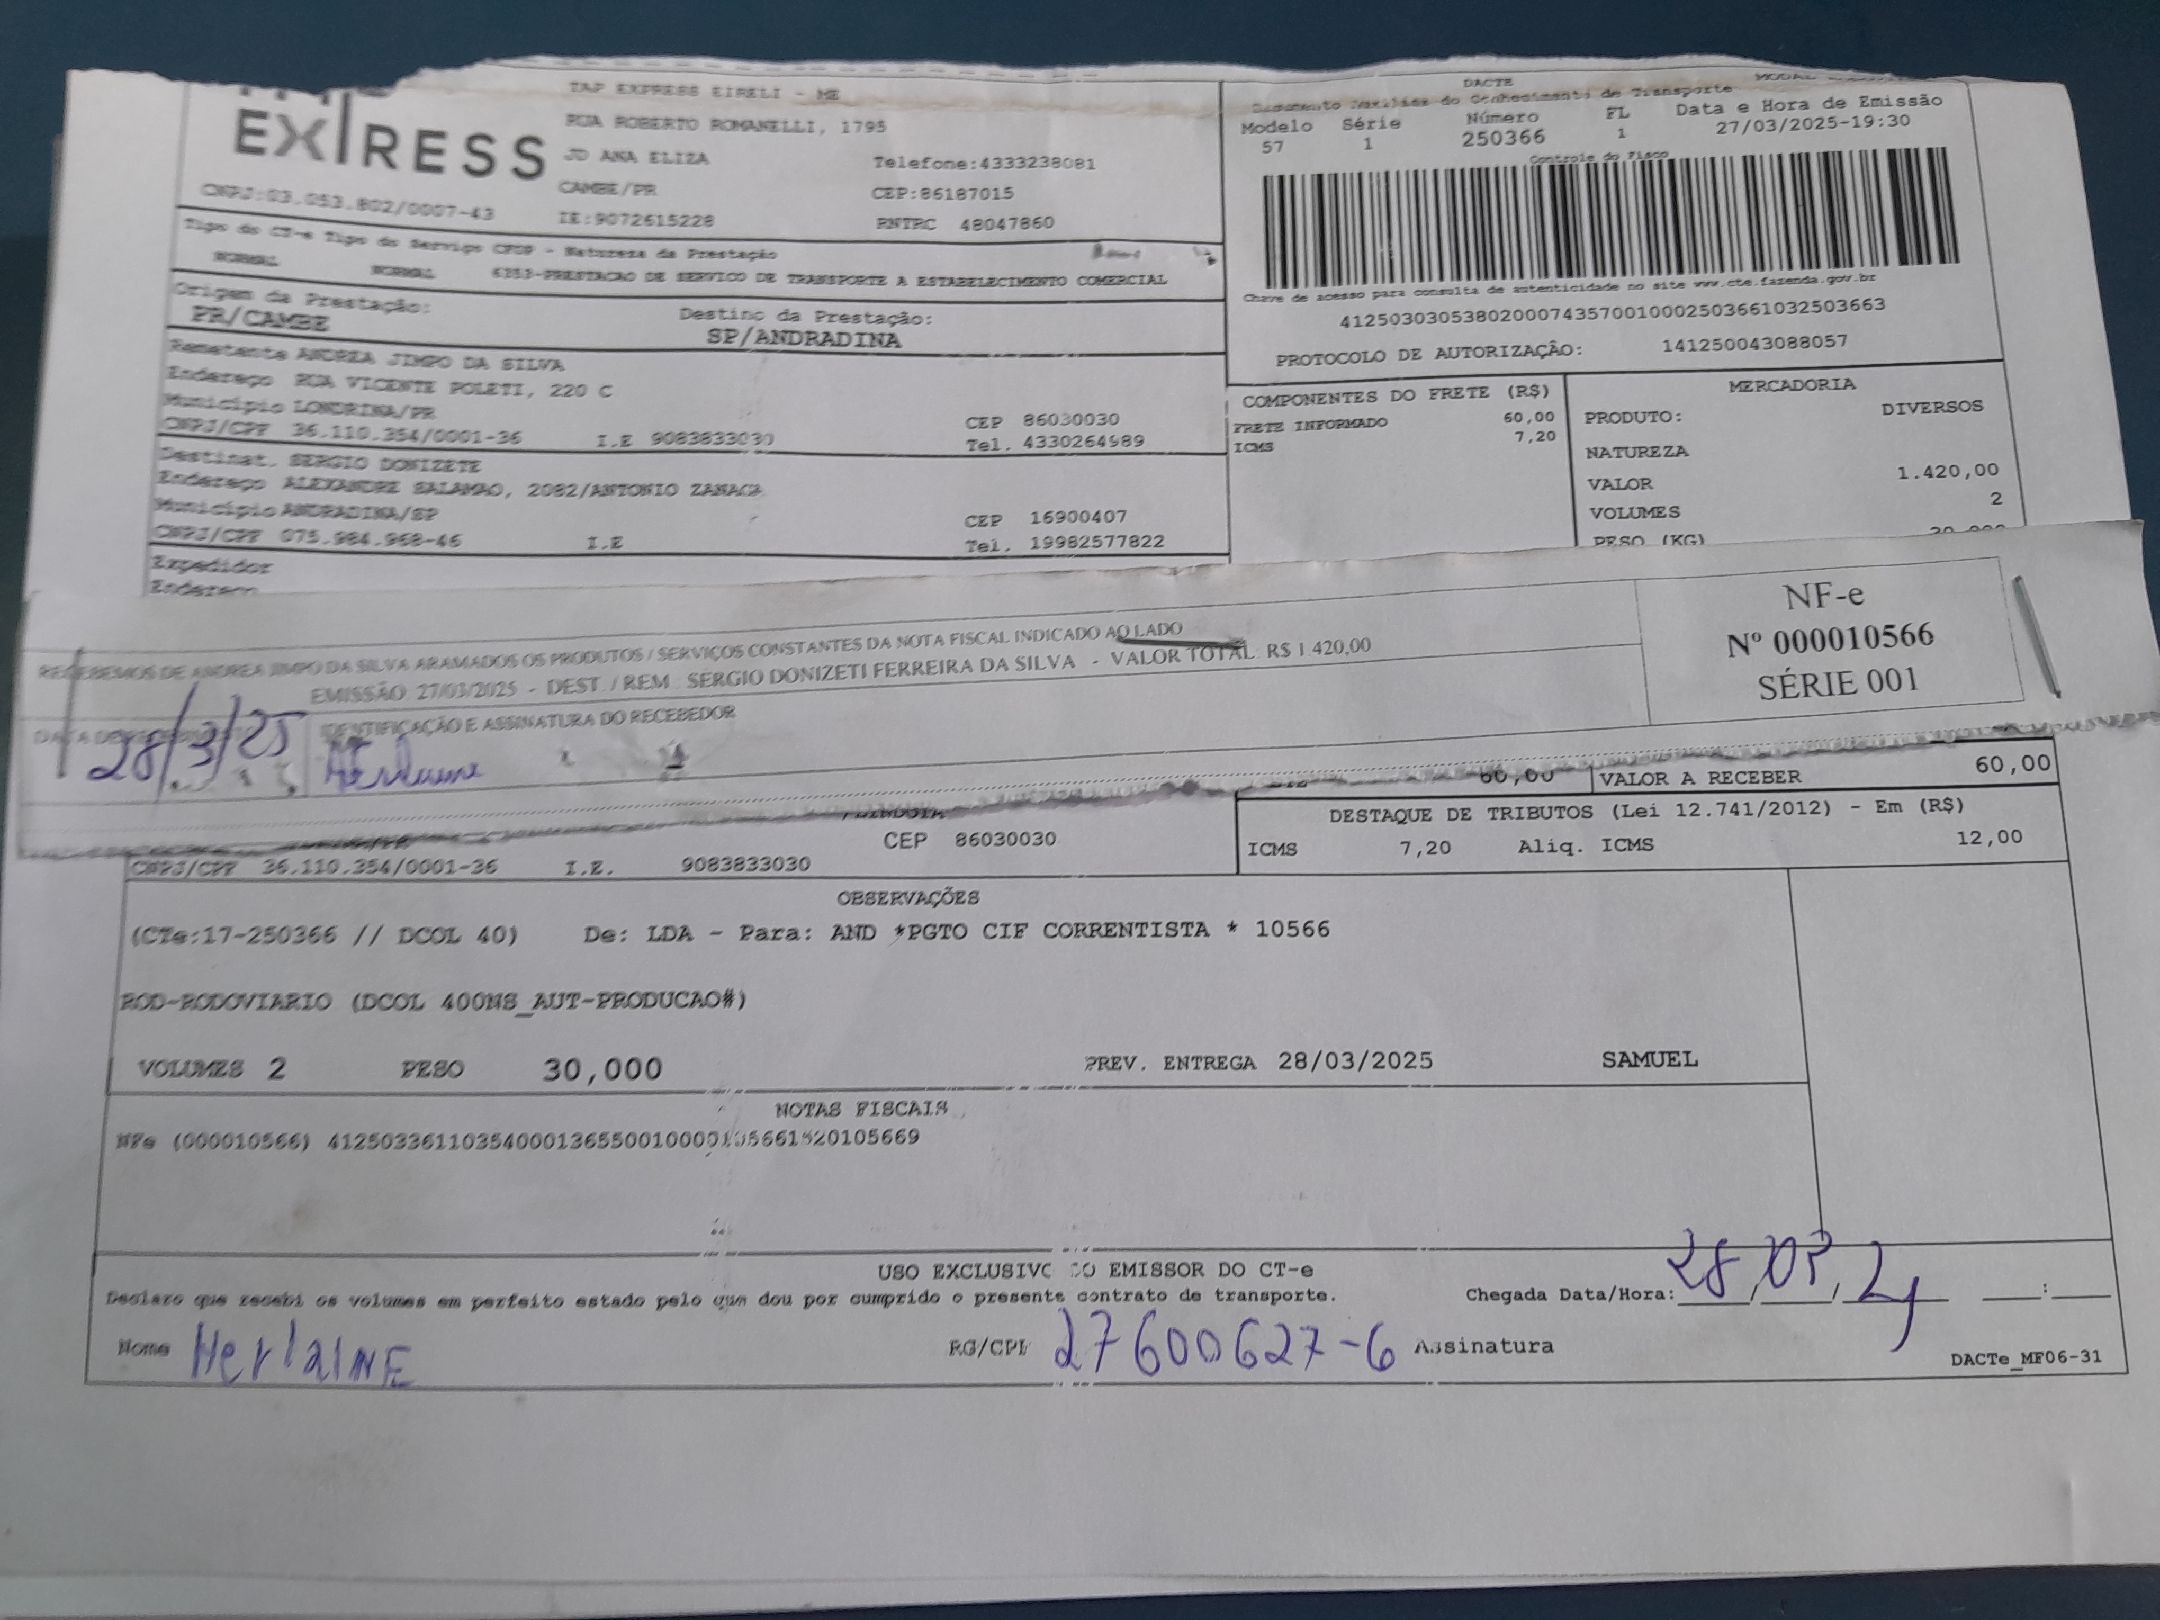 EXPRESS
TAP EXPRESS EIRELI - ME
RUA ROBERTO ROMANELLI, 1795
JD ANA ELIZA Telefone:4333238081
CAMBE/PR CEP:86187015
CNPJ:03.053.802/0007-43 IE:9072615228 RNTRC 48047860
DACTE
Documento Auxiliar do Conhecimento de Transporte
Modelo Série Número FL Data e Hora de Emissão
57 1 250366 1 27/03/2025-19:30
Controle do Fisco
Chave de acesso para consulta de autenticidade no site www.cte.fazenda.gov.br
41250303053802000743570010002503661032503663
PROTOCOLO DE AUTORIZAÇÃO: 141250043088057
Tipo do CT-e Tipo do Serviço CFOP - Natureza da Prestação
NORMAL NORMAL 6353-PRESTACAO DE SERVICO DE TRANSPORTE A ESTABELECIMENTO COMERCIAL
Origem da Prestação: Destino da Prestação:
PR/CAMBE SP/ANDRADINA
Remetente ANDREA JIMPO DA SILVA
Endereço RUA VICENTE POLETI, 220 C
Município LONDRINA/PR CEP 86030030
CNPJ/CPF 36.110.354/0001-36 I.E 9083833030 Tel. 4330264989
Destinat. SERGIO DONIZETE
Endereço ALEXANDRE SALAMAO, 2082/ANTONIO ZANACA
Município ANDRADINA/SP CEP 16900407
CNPJ/CPF 075.984.968-46 I.E Tel. 19982577822
Expedidor
Endereço
COMPONENTES DO FRETE (R$)
FRETE INFORMADO 60,00
ICMS 7,20
MERCADORIA
PRODUTO: DIVERSOS
NATUREZA
VALOR 1.420,00
VOLUMES 2
PESO (KG)
RECEBEMOS DE ANDREA JIMPO DA SILVA ARAMADOS OS PRODUTOS / SERVIÇOS CONSTANTES DA NOTA FISCAL INDICADO AO LADO
EMISSÃO 27/03/2025 - DEST. / REM. SERGIO DONIZETI FERREIRA DA SILVA - VALOR TOTAL R$ 1.420,00
NF-e
Nº 000010566
SÉRIE 001
IDENTIFICAÇÃO E ASSINATURA DO RECEBEDOR
28/3/25 Herlaine
60,00 VALOR A RECEBER 60,00
CEP 86030030
CNPJ/CPF 36.110.354/0001-36 I.E. 9083833030
DESTAQUE DE TRIBUTOS (Lei 12.741/2012) - Em (R$)
ICMS 7,20 Aliq. ICMS 12,00
OBSERVAÇÕES
(CTe:17-250366 // DCOL 40) De: LDA - Para: AND *PGTO CIF CORRENTISTA * 10566
ROD-RODOVIARIO (DCOL 400NS_AUT-PRODUCAO#)
VOLUMES 2 PESO 30,000 PREV. ENTREGA 28/03/2025 SAMUEL
NOTAS FISCAIS
NFe (000010566)
USO EXCLUSIVO DO EMISSOR DO CT-e
Declaro que recebi os volumes em perfeito estado pelo que dou por cumprido o presente contrato de transporte.
Chegada Data/Hora: 28/03/
Nome HerlaINE RG/CPF 27600627-6 Assinatura
DACTe_MF06-31